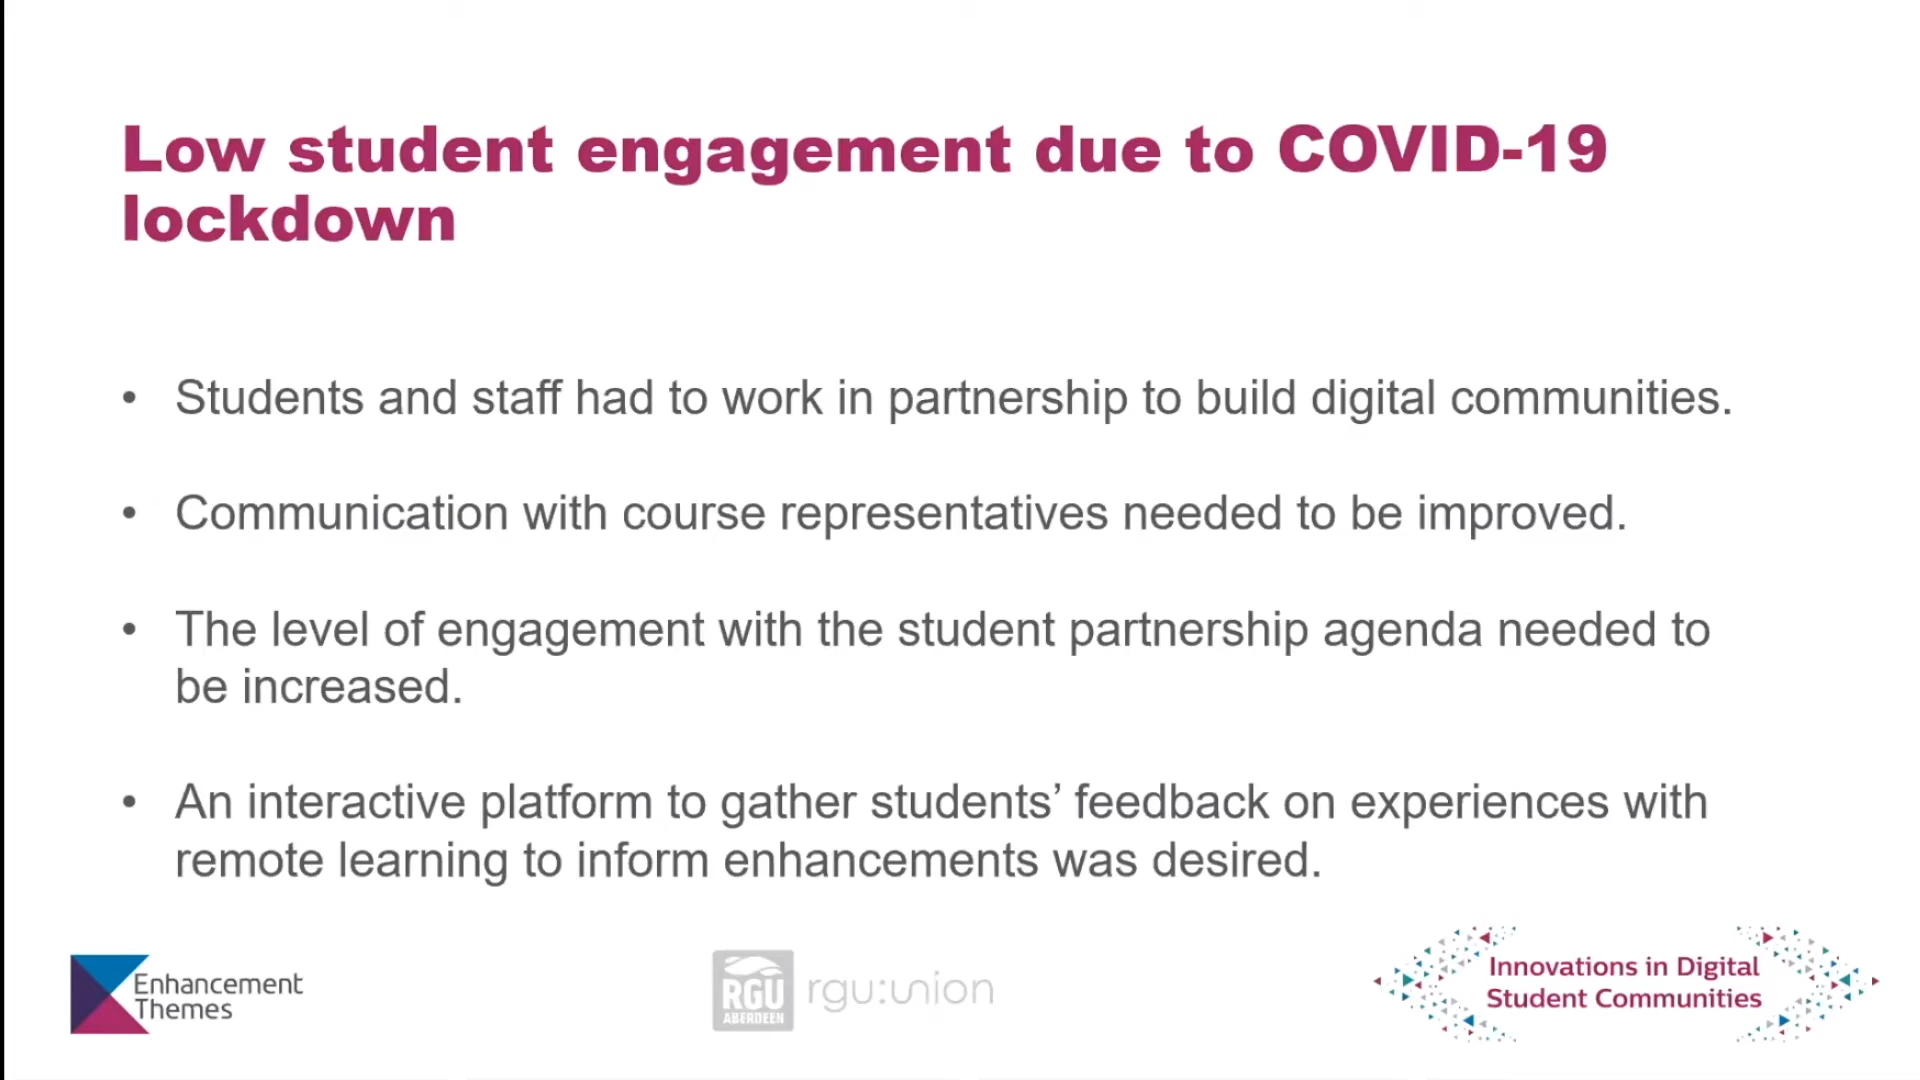 Low student engagement due to COVID-19
lockdown
• Students and staff had to work in partnership to build digital communities.
• Communication with course representatives needed to be improved.
• The level of engagement with the student partnership agenda needed to
be increased.
• An interactive platform to gather students’ feedback on experiences with
remote learning to inform enhancements was desired.
Enhancement
Themes
RGU
ABERDEEN
rgu:union
Innovations in Digital
Student Communities